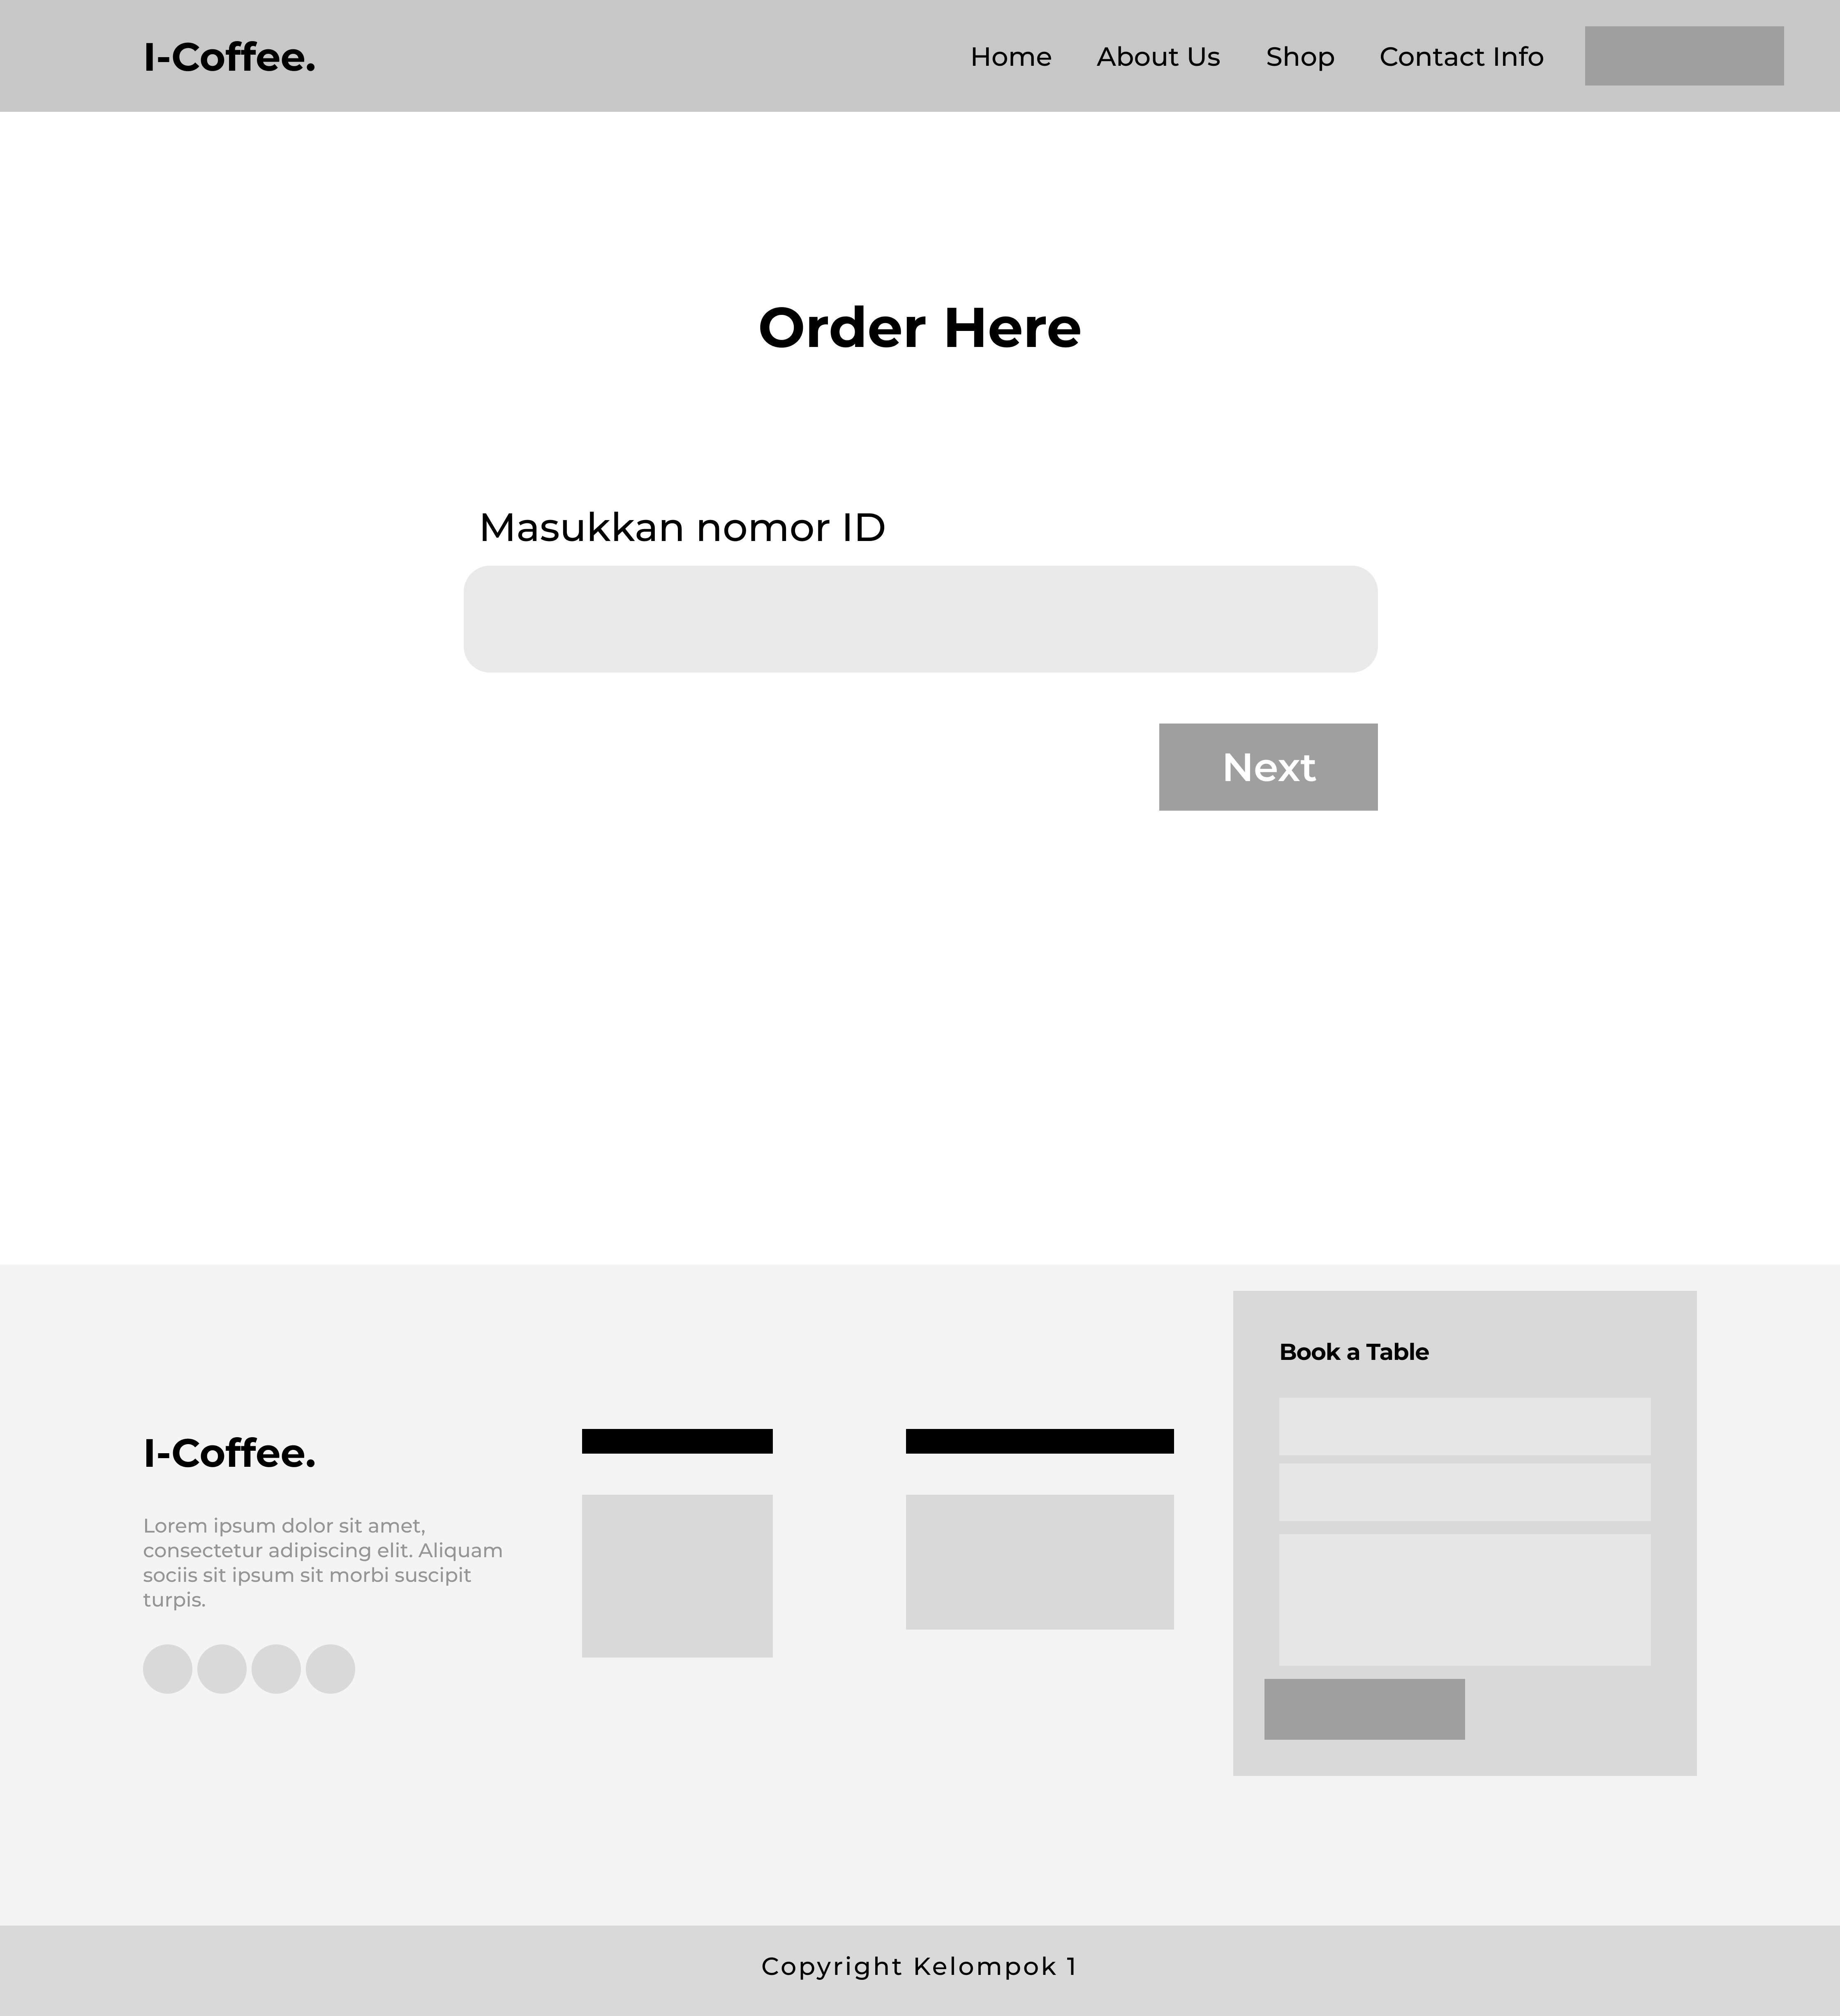 I-Coffee.
Home About Us Shop Contact Info
Order Here
Masukkan nomor ID
Next
I-Coffee.
Lorem ipsum dolor sit amet,
consectetur adipiscing elit. Aliquam
sociis sit ipsum sit morbi suscipit
turpis.
Book a Table
Copyright Kelompok 1